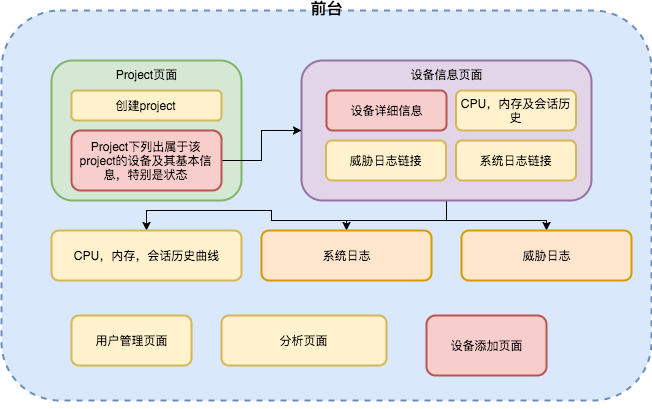 前台
Project页面
创建project
Project下列出属于该
project的设备及其基本信
息，特别是状态
设备信息页面
设备详细信息
CPU，内存及会话历
史
威胁日志链接
系统日志链接
CPU，内存，会话历史曲线
系统日志
威胁日志
用户管理页面
分析页面
设备添加页面